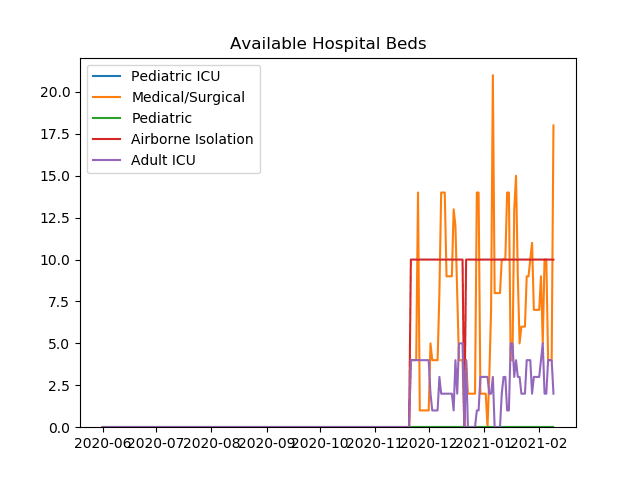 Available Hospital Beds
Pediatric ICU
Medical/Surgical
Pediatric
Airborne Isolation
Adult ICU
20.0
17.5
15.0
12.5
10.0
7.5
5.0
2.5
0.0
2020-06 2020-07 2020-08 2020-09 2020-10 2020-11 2020-12 2021-01 2021-02